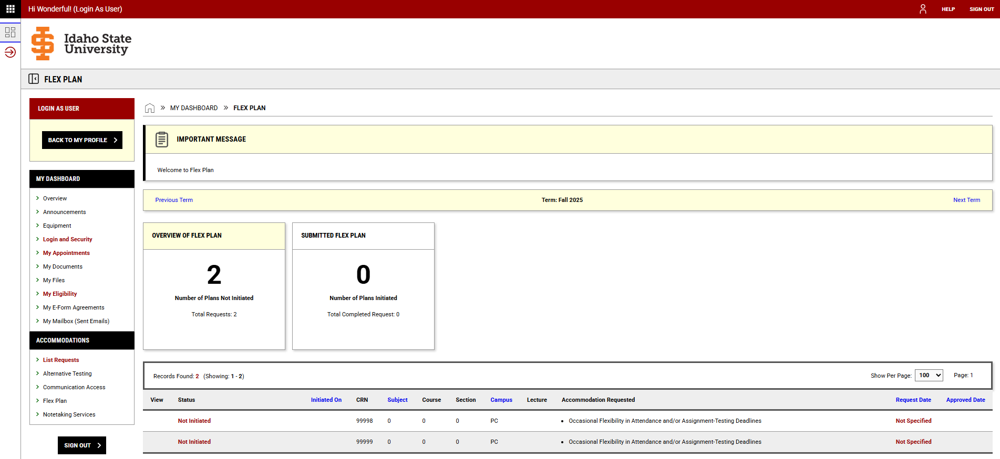 Hi Wonderful! (Login As User)
HELP
SIGN OUT
Idaho State
University
FLEX PLAN
LOGIN AS USER
BACK TO MY PROFILE
MY DASHBOARD
Overview
Announcements
Equipment
Login and Security
My Appointments
My Documents
My Files
My Eligibility
My E-Form Agreements
My Mailbox (Sent Emails)
ACCOMMODATIONS
List Requests
Alternative Testing
Communication Access
Flex Plan
Notetaking Services
SIGN OUT
» MY DASHBOARD » FLEX PLAN
IMPORTANT MESSAGE
Welcome to Flex Plan
Previous Term Term: Fall 2025 Next Term
OVERVIEW OF FLEX PLAN
2
Number of Plans Not Initiated
Total Requests: 2
SUBMITTED FLEX PLAN
0
Number of Plans Initiated
Total Completed Request: 0
Records Found: 2 (Showing: 1 - 2) Show Per Page: 100 Page: 1
View Status Initiated On CRN Subject Course Section Campus Lecture Accommodation Requested Request Date Approved Date
Not Initiated 99998 0 0 0 PC • Occasional Flexibility in Attendance and/or Assignment-Testing Deadlines Not Specified
Not Initiated 99999 0 0 0 PC • Occasional Flexibility in Attendance and/or Assignment-Testing Deadlines Not Specified